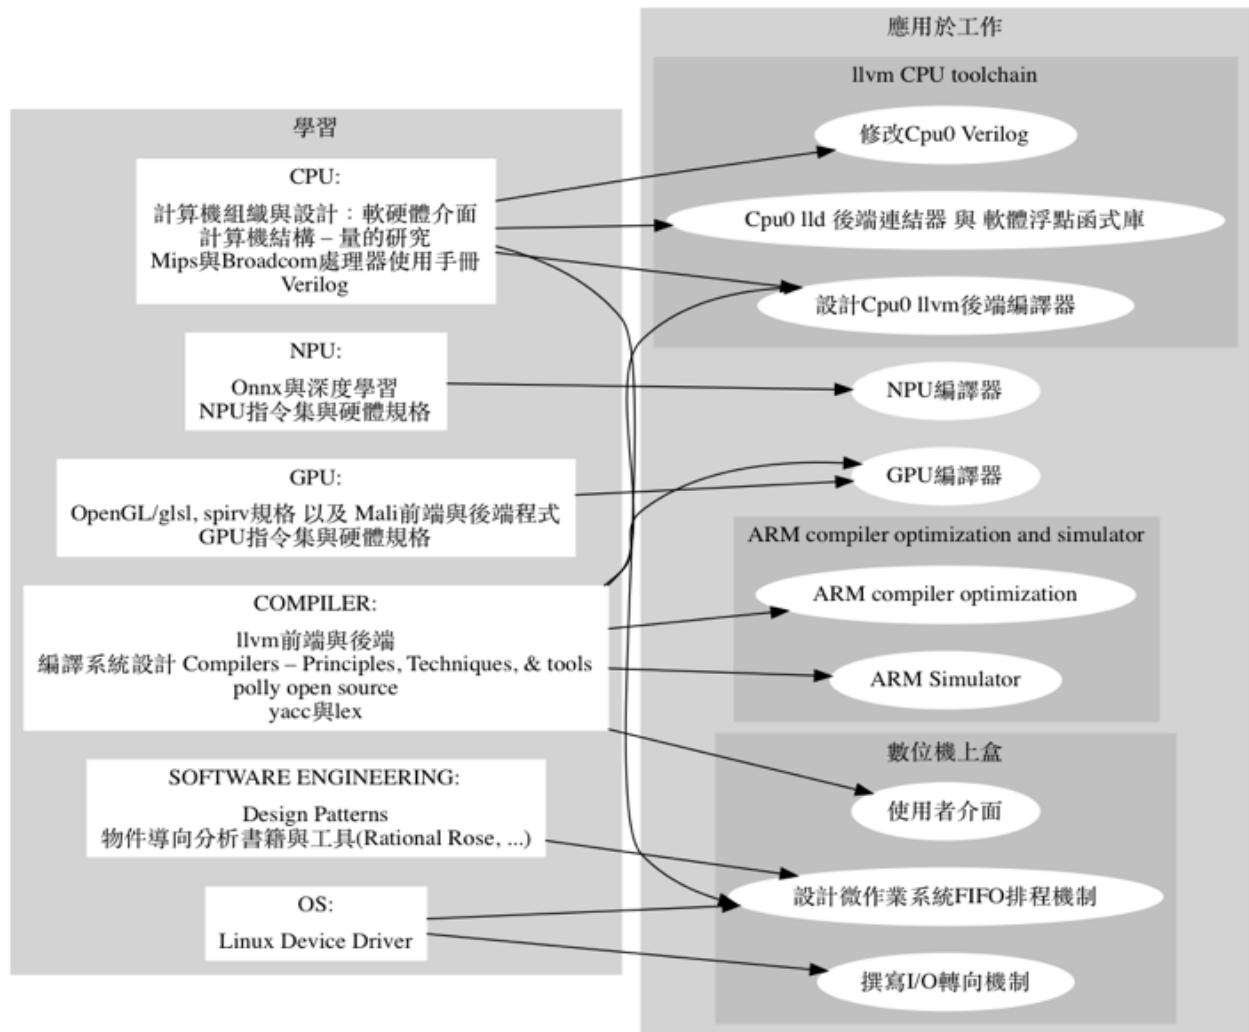 學習
CPU:
計算機組織與設計：軟硬體介面
計算機結構 – 量的研究
Mips與Broadcom處理器使用手冊
Verilog
NPU:
Onnx與深度學習
NPU指令集與硬體規格
GPU:
OpenGL/glsl, spirv規格 以及 Mali前端與後端程式
GPU指令集與硬體規格
COMPILER:
llvm前端與後端
編譯系統設計 Compilers – Principles, Techniques, & tools
polly open source
yacc與lex
SOFTWARE ENGINEERING:
Design Patterns
物件導向分析書籍與工具(Rational Rose, ...)
OS:
Linux Device Driver
應用於工作
llvm CPU toolchain
修改Cpu0 Verilog
Cpu0 lld 後端連結器 與 軟體浮點函式庫
設計Cpu0 llvm後端編譯器
NPU編譯器
GPU編譯器
ARM compiler optimization and simulator
ARM compiler optimization
ARM Simulator
數位機上盒
使用者介面
設計微作業系統FIFO排程機制
撰寫I/O轉向機制